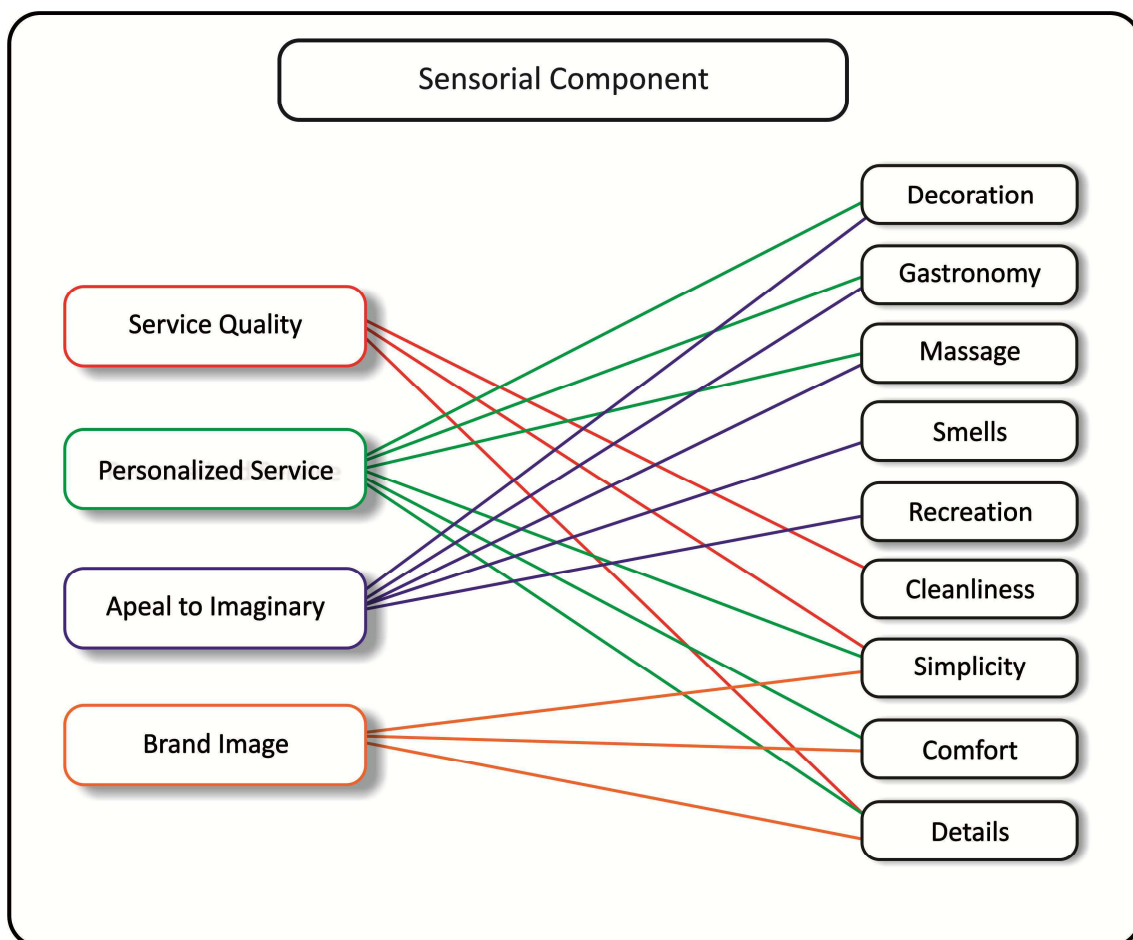 Sensorial Component
Service Quality
Personalized Service
Apeal to Imaginary
Brand Image
Decoration
Gastronomy
Massage
Smells
Recreation
Cleanliness
Simplicity
Comfort
Details